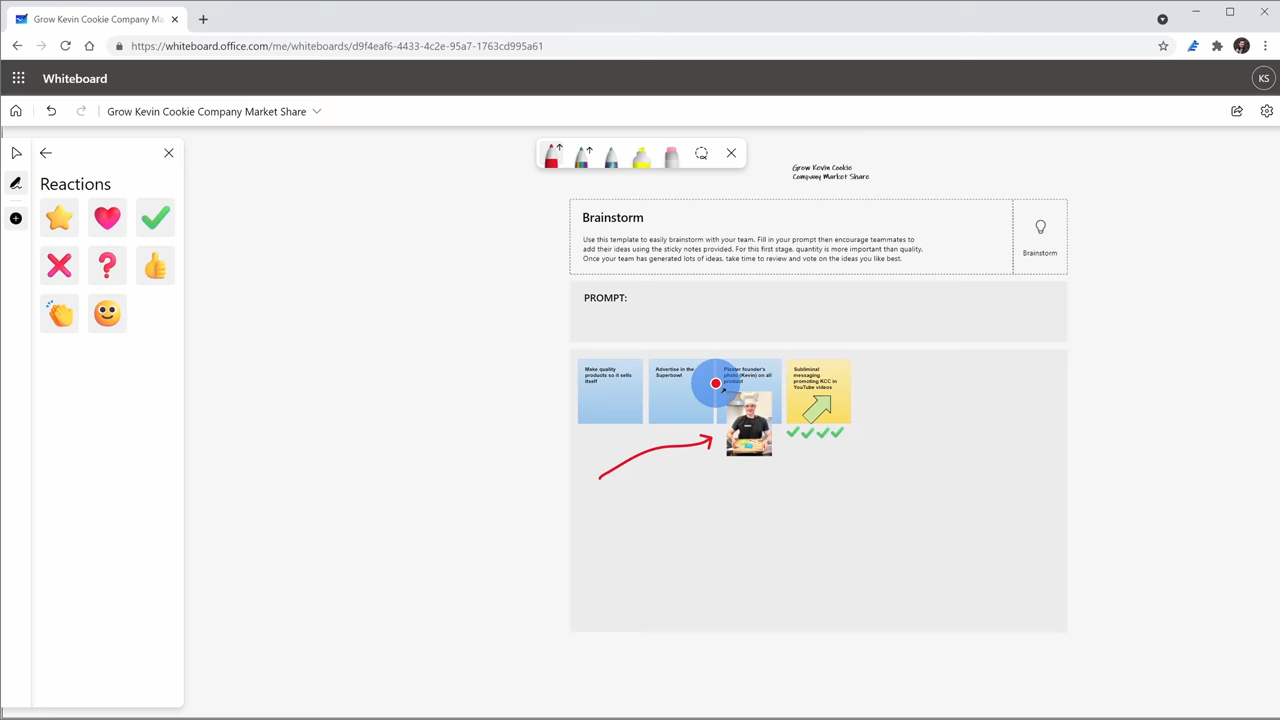 Grow Kevin Cookie Company Ma
https://whiteboard.office.com/me/whiteboards/d9f4eaf6-4433-4c2e-95a7-1763cd995a61
Whiteboard
KS
Grow Kevin Cookie Company Market Share
Reactions
Grow Kevin Cookie
Company Market Share
Brainstorm
Use this template to easily brainstorm with your team. Fill in your prompt then encourage teammates to
add their ideas using the sticky notes provided. For this first stage, quantity is more important than quality.
Once your team has generated lots of ideas, take time to review and vote on the ideas you like best.
Brainstorm
PROMPT:
Make quality
products so it sells
itself
Advertise in the
Superbowl
Plaster founder's
photo (Kevin) on all
product
Subliminal
messaging
promoting KCC in
YouTube videos